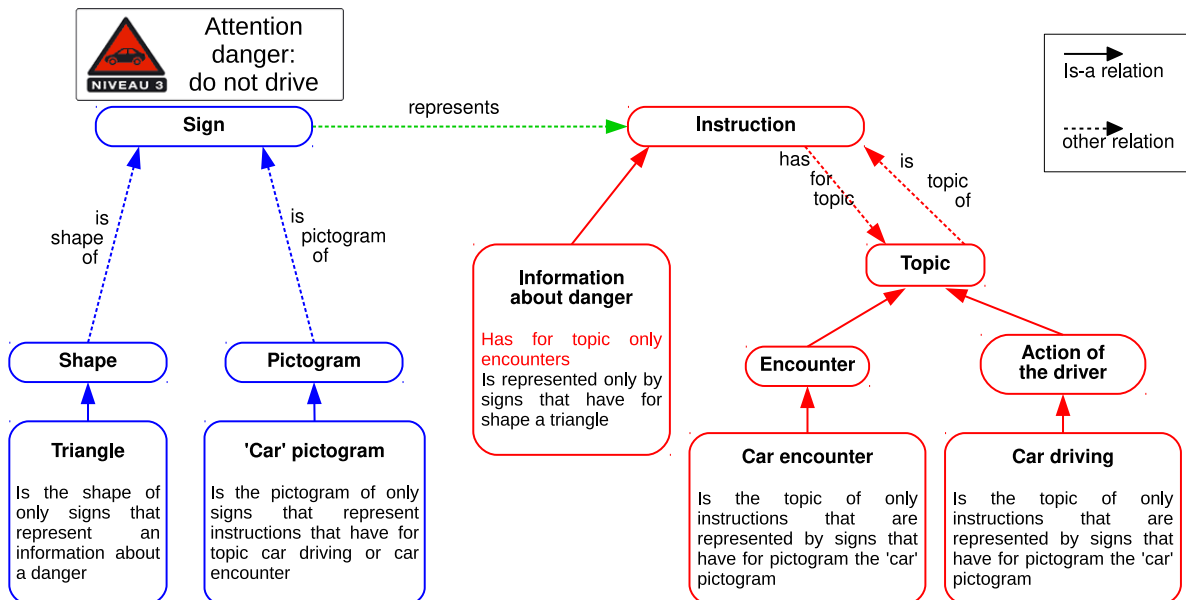 NIVEAU 3
Attention
danger:
do not drive
Is-a relation
other relation
Sign
represents
Instruction
has
for
topic
is
topic
of
is
shape
of
is
pictogram
of
Topic
Information
about danger
Has for topic only
encounters
Is represented only by
signs that have for
shape a triangle
Shape
Pictogram
Encounter
Action of
the driver
Triangle
Is the shape of
only signs that
represent an
information about
a danger
'Car' pictogram
Is the pictogram of only
signs that represent
instructions that have for
topic car driving or car
encounter
Car encounter
Is the topic of only
instructions that are
represented by signs that
have for pictogram the 'car'
pictogram
Car driving
Is the topic of only
instructions that are
represented by signs that
have for pictogram the 'car'
pictogram